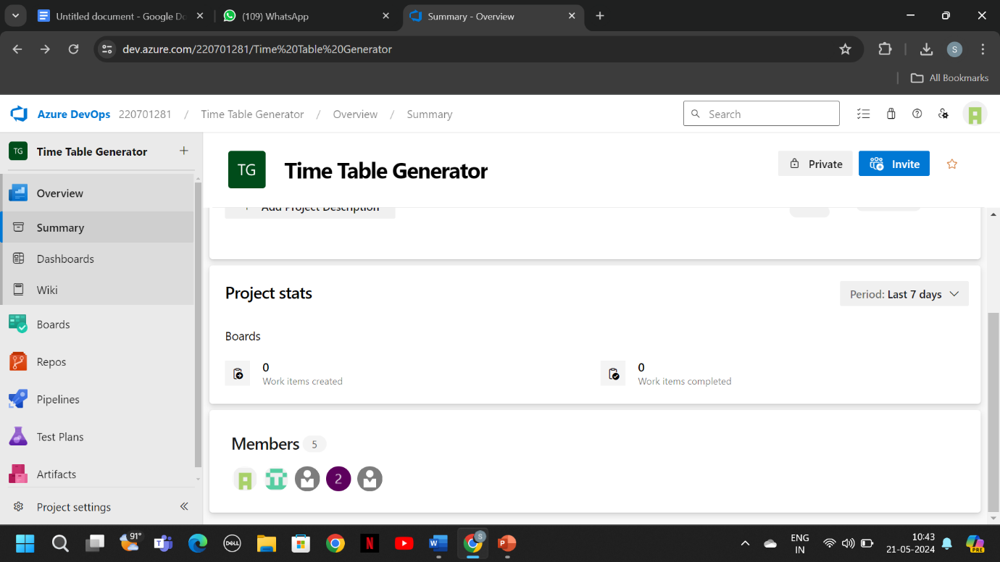 Untitled document - Google Do
(109) WhatsApp
Summary - Overview
dev.azure.com/220701281/Time%20Table%20Generator
S
All Bookmarks
Azure DevOps 220701281 / Time Table Generator / Overview / Summary
Search
TG Time Table Generator
TG Time Table Generator
Private
Invite
Overview
Summary
Dashboards
Wiki
Boards
Repos
Pipelines
Test Plans
Artifacts
Project settings
Add Project Description
Project stats
Period: Last 7 days
Boards
0
Work items created
0
Work items completed
Members 5
2
91°
DELL
N
W
S
P
ENG
IN
10:43
21-05-2024
PRE